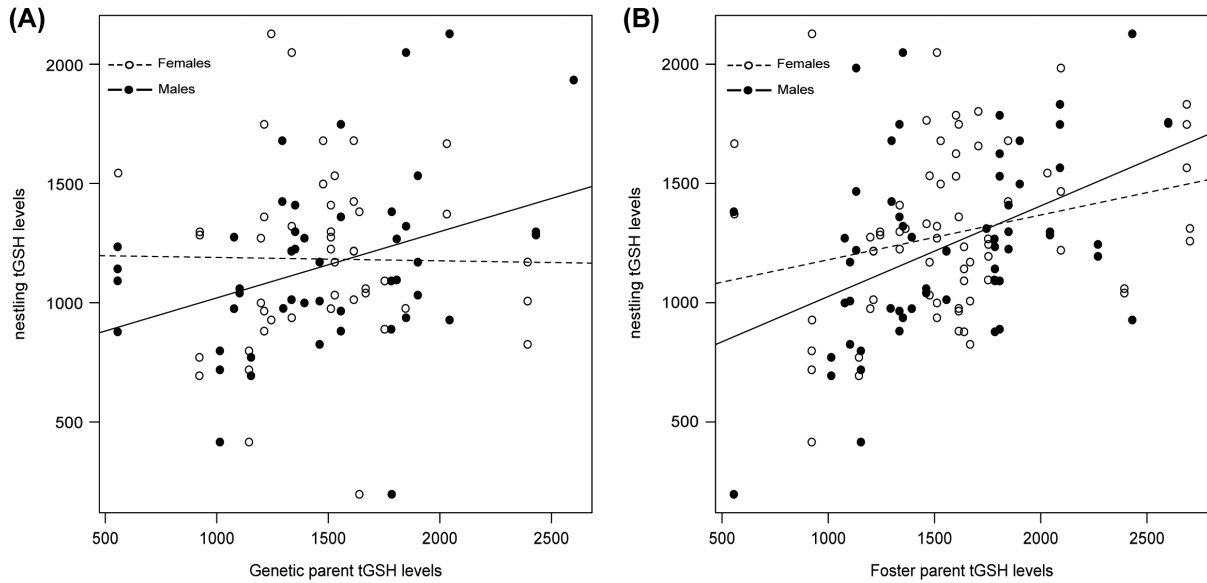 (A)
2000
1500
1000
500
nestling tGSH levels
Females
Males
500 1000 1500 2000 2500
Genetic parent tGSH levels
(B)
2000
1500
1000
500
nestling tGSH levels
Females
Males
500 1000 1500 2000 2500
Foster parent tGSH levels